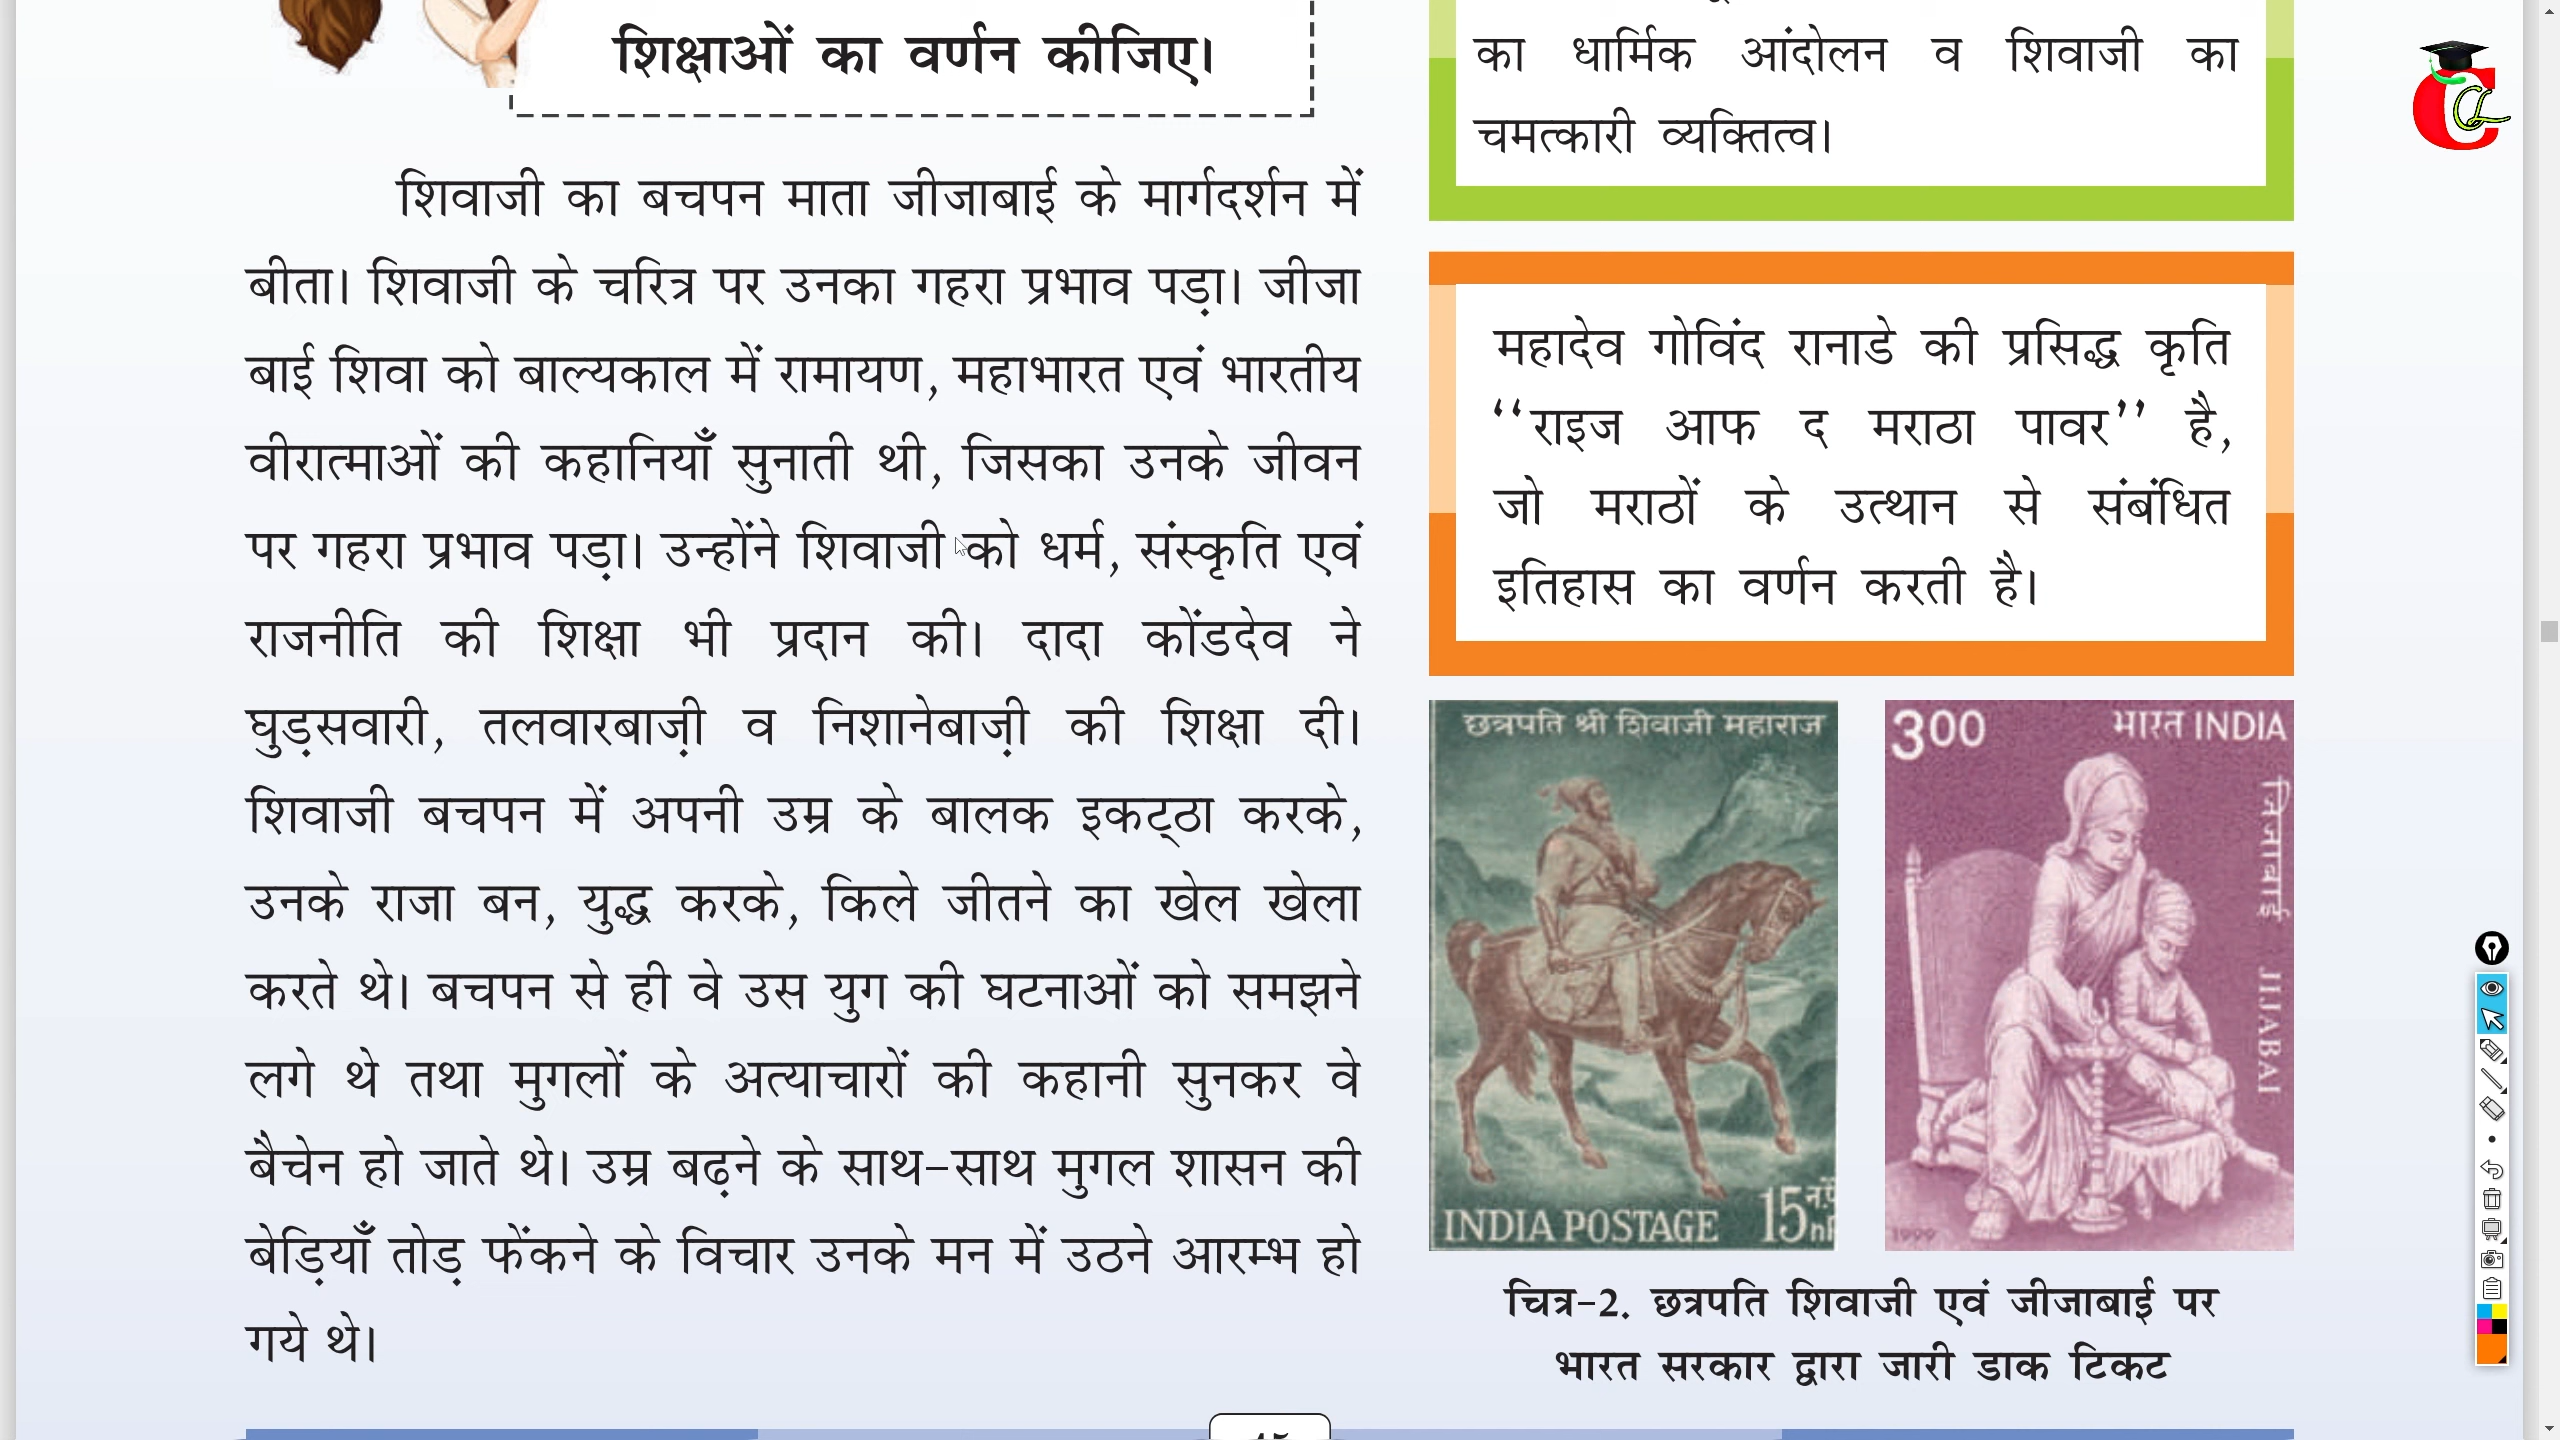 शिक्षाओं का वर्णन कीजिए।
शिवाजी का बचपन माता जीजाबाई के मार्गदर्शन में
बीता। शिवाजी के चरित्र पर उनका गहरा प्रभाव पड़ा। जीजा
बाई शिवा को बाल्यकाल में रामायण, महाभारत एवं भारतीय
वीरात्माओं की कहानियाँ सुनाती थी, जिसका उनके जीवन
पर गहरा प्रभाव पड़ा। उन्होंने शिवाजी को धर्म, संस्कृति एवं
राजनीति की शिक्षा भी प्रदान की। दादा कोंडदेव ने
घुड़सवारी, तलवारबाज़ी व निशानेबाज़ी की शिक्षा दी।
शिवाजी बचपन में अपनी उम्र के बालक इकट्ठा करके,
उनके राजा बन, युद्ध करके, किले जीतने का खेल खेला
करते थे। बचपन से ही वे उस युग की घटनाओं को समझने
लगे थे तथा मुगलों के अत्याचारों की कहानी सुनकर वे
बैचेन हो जाते थे। उम्र बढ़ने के साथ-साथ मुगल शासन की
बेड़ियाँ तोड़ फेंकने के विचार उनके मन में उठने आरम्भ हो
गये थे।
का धार्मिक आंदोलन व शिवाजी का
चमत्कारी व्यक्तित्व।
महादेव गोविंद रानाडे की प्रसिद्ध कृति
‘‘राइज आफ द मराठा पावर’’ है,
जो मराठों के उत्थान से संबंधित
इतिहास का वर्णन करती है।
छत्रपति श्री शिवाजी महाराज
INDIA POSTAGE 15
300 भारत INDIA
जिजाबाई JIJABAI
1999
चित्र-2. छत्रपति शिवाजी एवं जीजाबाई पर
भारत सरकार द्वारा जारी डाक टिकट